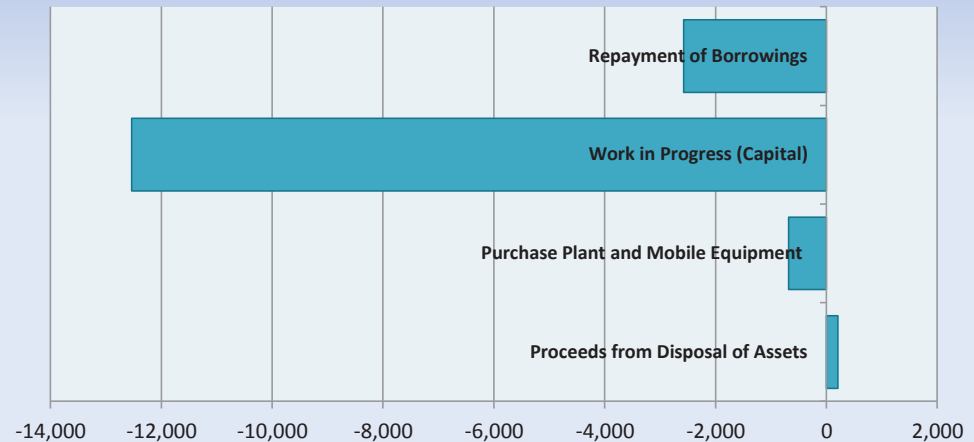 Repayment of Borrowings
Work in Progress (Capital)
Purchase Plant and Mobile Equipment
Proceeds from Disposal of Assets
-14,000 -12,000 -10,000 -8,000 -6,000 -4,000 -2,000 0 2,000